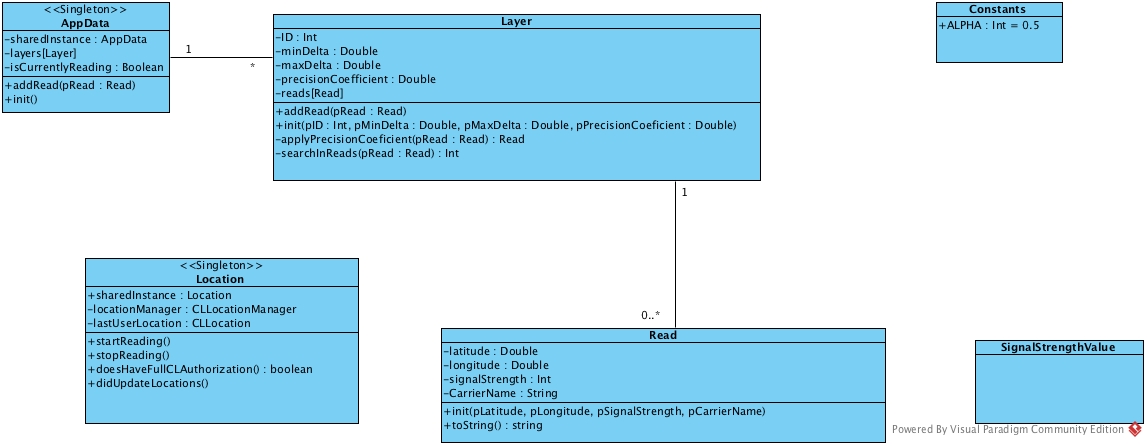 <<Singleton>>
AppData
-sharedInstance : AppData
-layers[Layer]
-isCurrentlyReading : Boolean
+addRead(pRead : Read)
+init()
1
*
Layer
-ID : Int
-minDelta : Double
-maxDelta : Double
-precisionCoefficient : Double
-reads[Read]
+addRead(pRead : Read)
+init(pID : Int, pMinDelta : Double, pMaxDelta : Double, pPrecisionCoeficient : Double)
-applyPrecisionCoeficient(pRead : Read) : Read
-searchInReads(pRead : Read) : Int
Constants
+ALPHA : Int = 0.5
1
0..*
<<Singleton>>
Location
+sharedInstance : Location
-locationManager : CLLocationManager
-lastUserLocation : CLLocation
+startReading()
+stopReading()
+doesHaveFullCLAuthorization() : boolean
+didUpdateLocations()
Read
-latitude : Double
-longitude : Double
-signalStrength : Int
-CarrierName : String
+init(pLatitude, pLongitude, pSignalStrength, pCarrierName)
+toString() : string
SignalStrengthValue
Powered By Visual Paradigm Community Edition